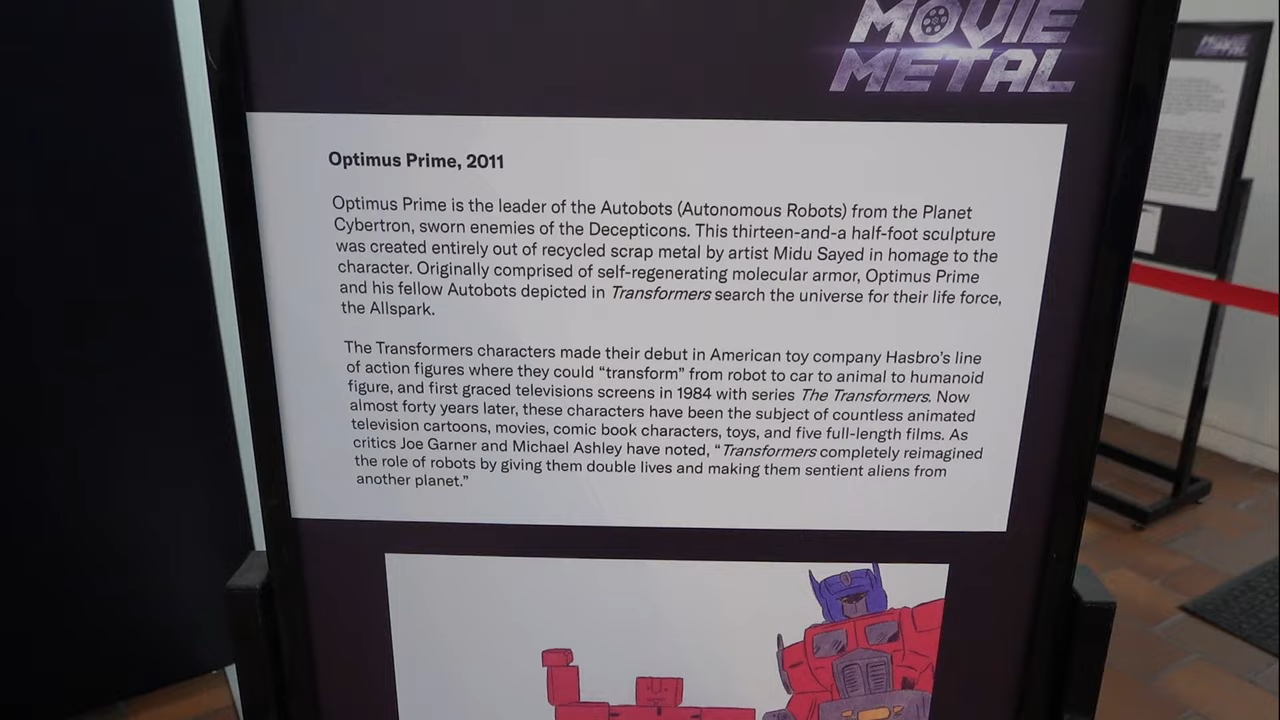 MOVIE
METAL
Optimus Prime, 2011
Optimus Prime is the leader of the Autobots (Autonomous Robots) from the Planet
Cybertron, sworn enemies of the Decepticons. This thirteen-and-a half-foot sculpture
was created entirely out of recycled scrap metal by artist Midu Sayed in homage to the
character. Originally comprised of self-regenerating molecular armor, Optimus Prime
and his fellow Autobots depicted in Transformers search the universe for their life force,
the Allspark.
The Transformers characters made their debut in American toy company Hasbro's line
of action figures where they could “transform” from robot to car to animal to humanoid
figure, and first graced televisions screens in 1984 with series The Transformers. Now
almost forty years later, these characters have been the subject of countless animated
television cartoons, movies, comic book characters, toys, and five full-length films. As
critics Joe Garner and Michael Ashley have noted, “Transformers completely reimagined
the role of robots by giving them double lives and making them sentient aliens from
another planet.”
MOVIE
METAL